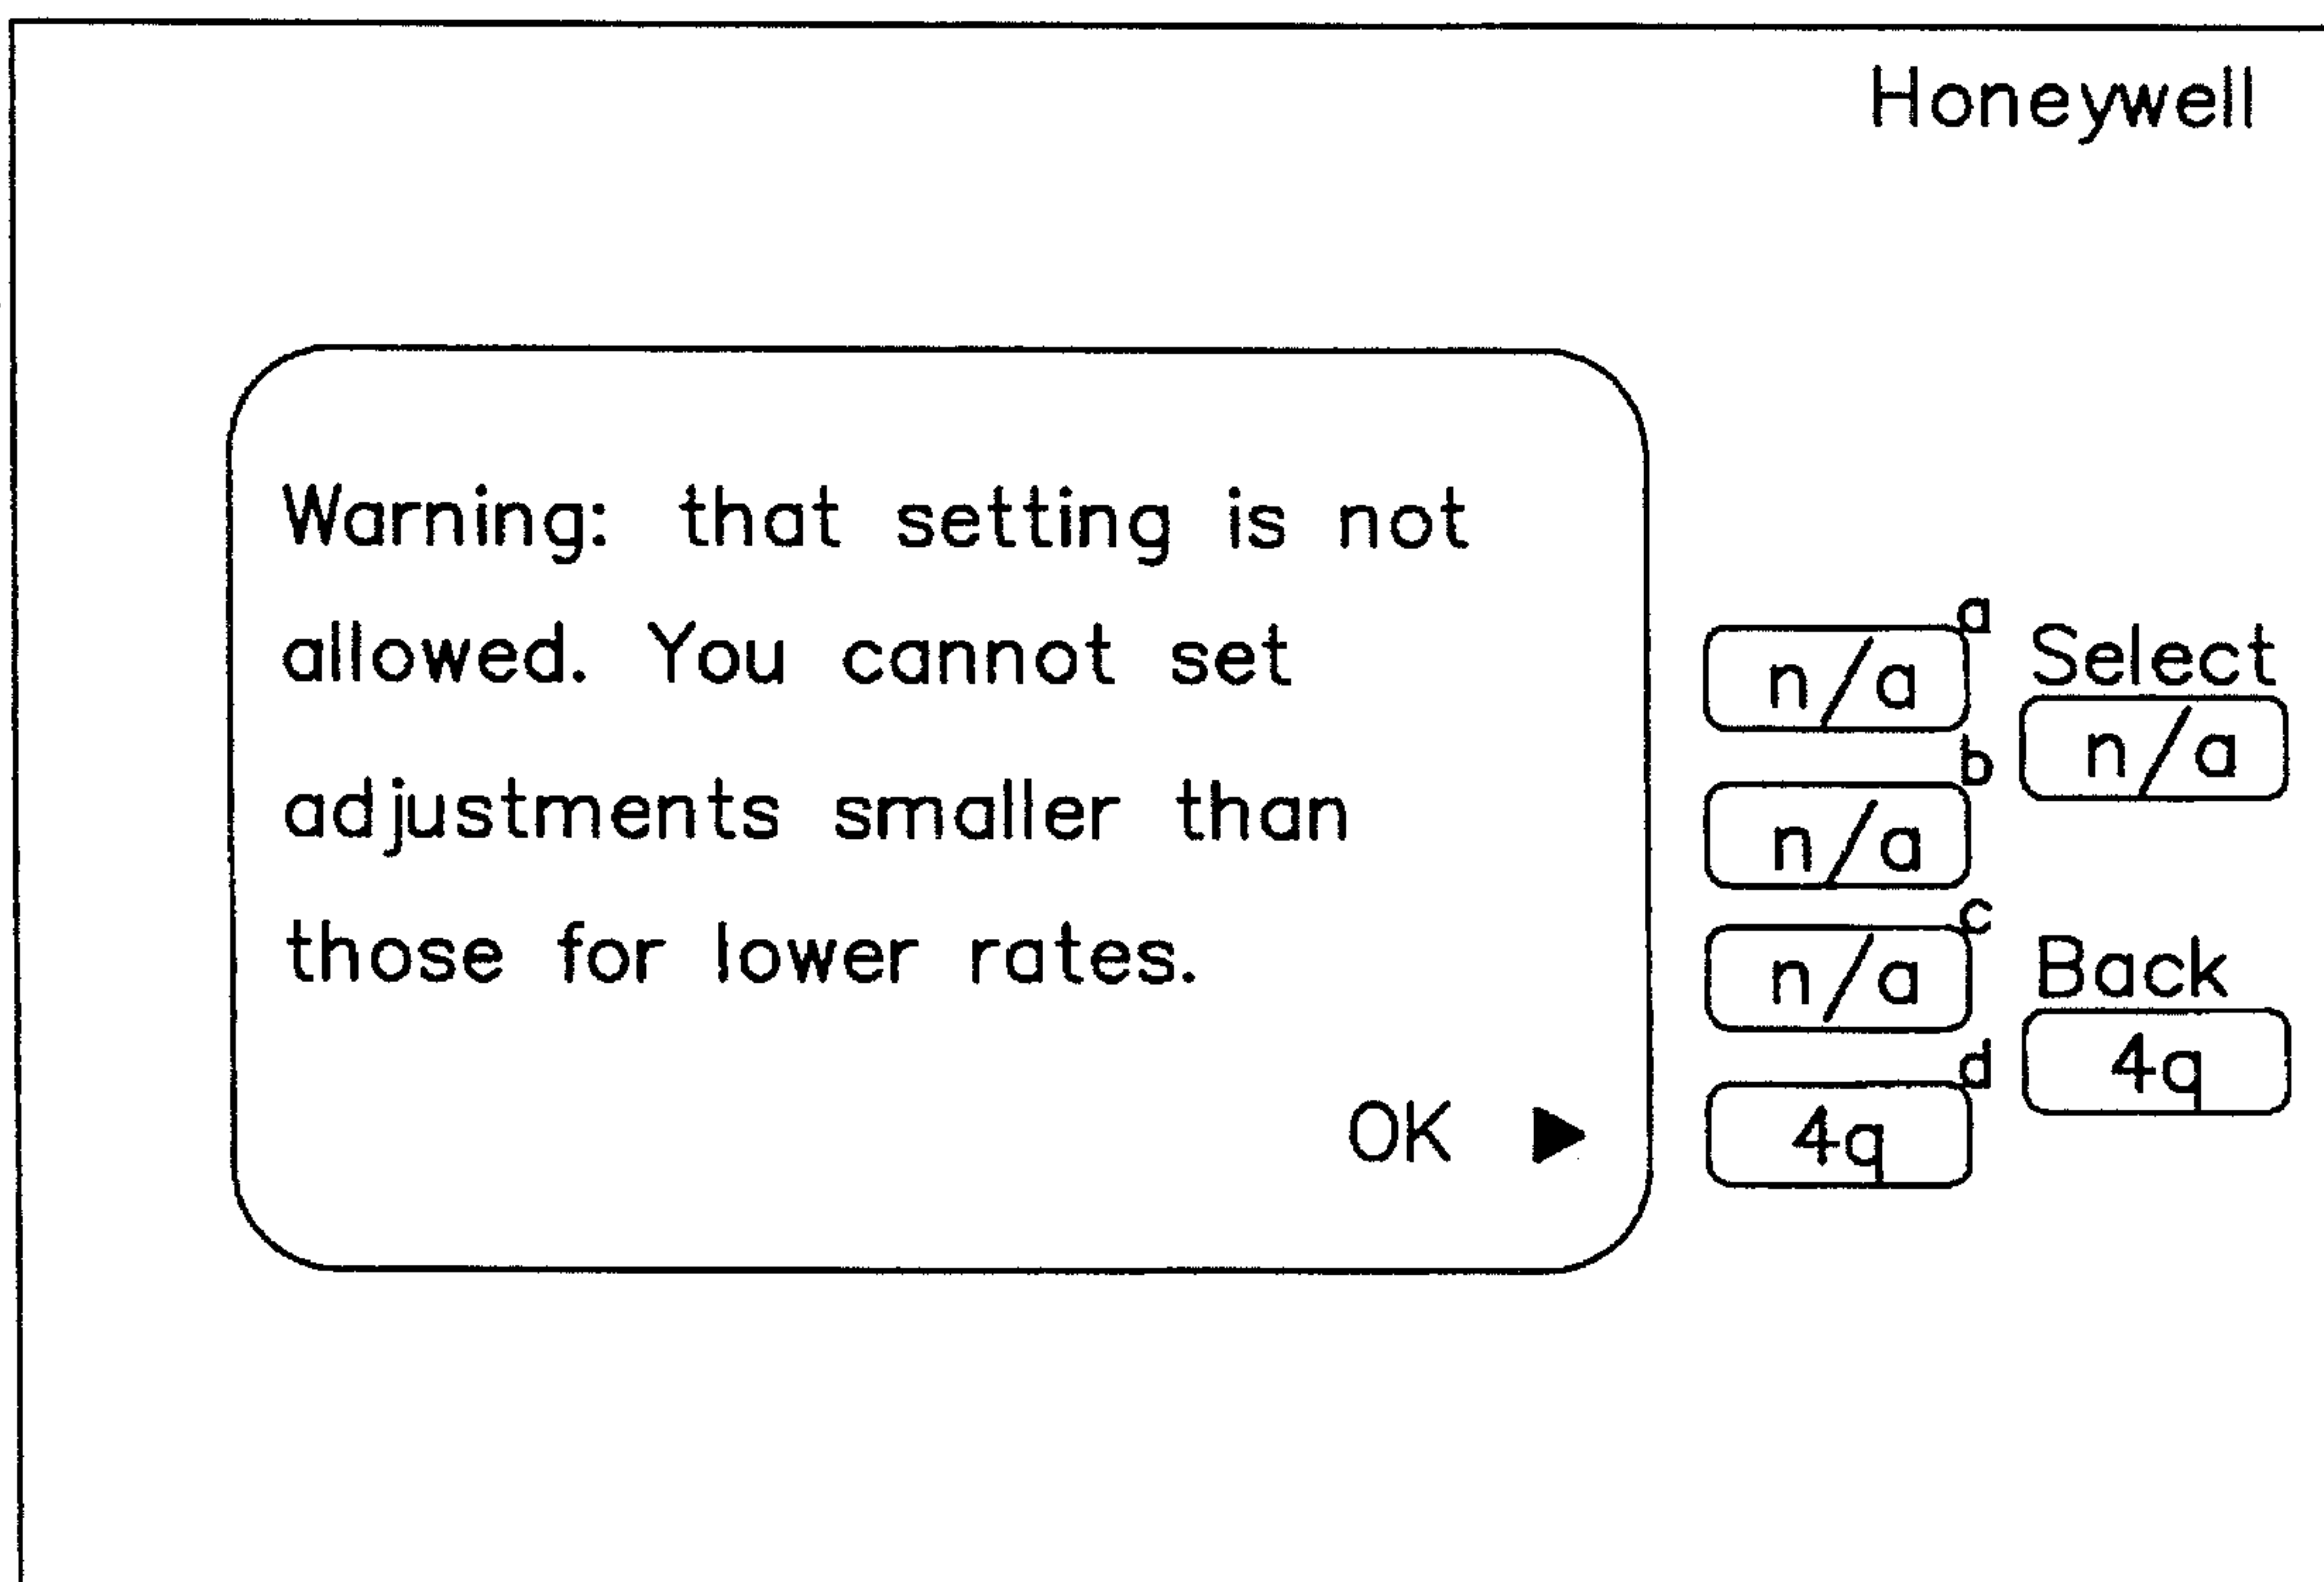 Honeywell
Warning: that setting is not
allowed. You cannot set
adjustments smaller than
those for lower rates.
OK ▶
a
n/a
Select
n/a
b
n/a
c
n/a
Back
4q
d
4q